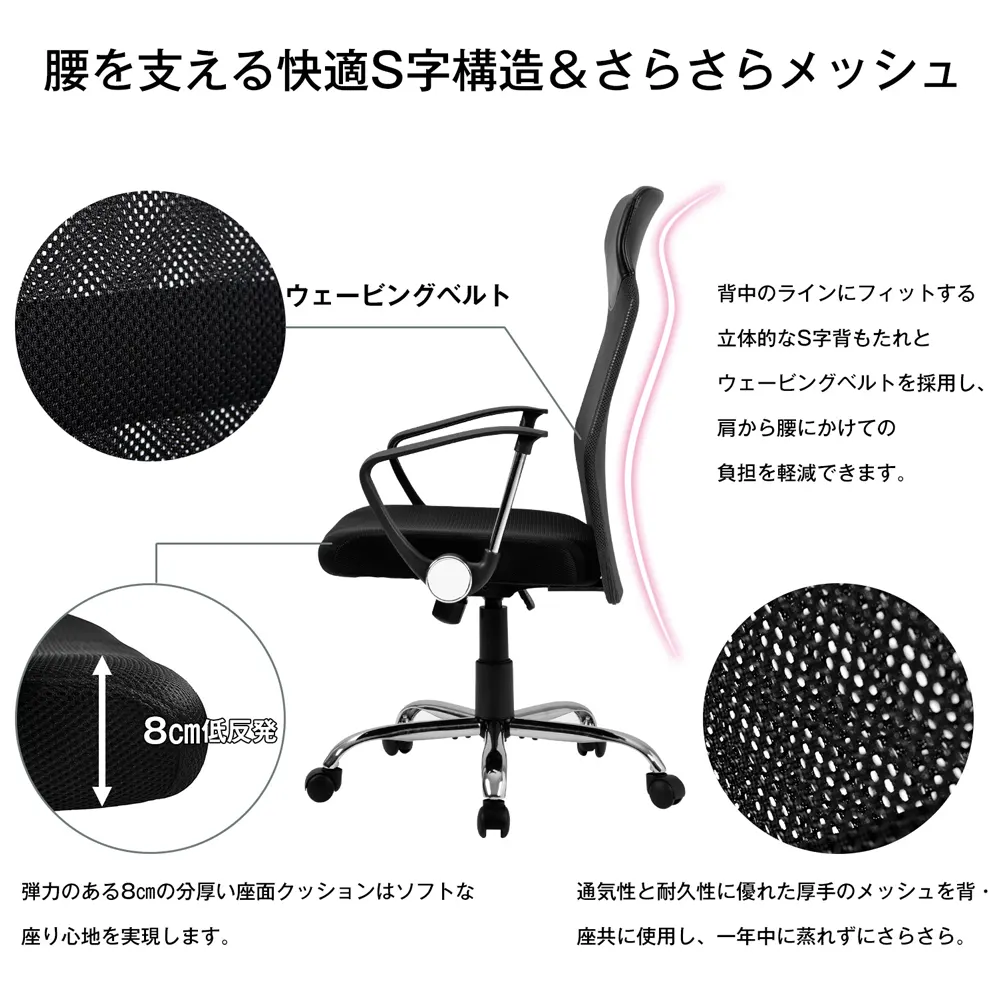 腰を支える快適S字構造&さらさらメッシュ
ウェービングベルト
背中のラインにフィットする
立体的なS字背もたれと
ウェービングベルトを採用し、
肩から腰にかけての
負担を軽減できます。
8cm低反発
弾力のある8cmの分厚い座面クッションはソフトな
座り心地を実現します。
通気性と耐久性に優れた厚手のメッシュを背・
座共に使用し、一年中に蒸れずにさらさら。